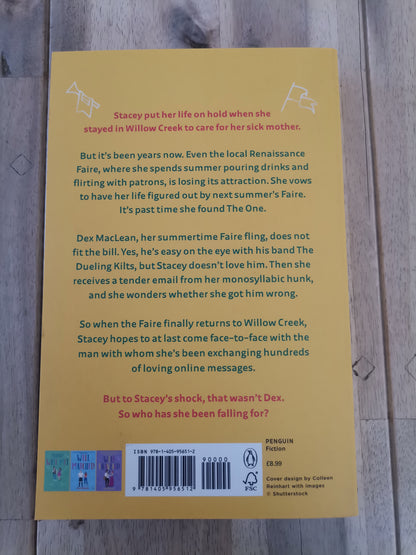 Stacey put her life on hold when she
stayed in Willow Creek to care for her sick mother.
But it's been years now. Even the local Renaissance
Faire, where she spends summer pouring drinks and
flirting with patrons, is losing its attraction. She vows
to have her life figured out by next summer's Faire.
It's past time she found The One.
Dex MacLean, her summertime Faire fling, does not
fit the bill. Yes, he's easy on the eye with his band The
Dueling Kilts, but Stacey doesn't love him. Then she
receives a tender email from her monosyllabic hunk,
and she wonders whether she got him wrong.
So when the Faire finally returns to Willow Creek,
Stacey hopes to at last come face-to-face with the
man with whom she's been exchanging hundreds
of loving online messages.
But to Stacey's shock, that wasn't Dex.
So who has she been falling for?
ISBN 978-1-405-95651-2
90000
9 781405 956512
FSC
PENGUIN
Fiction
£8.99
Cover design by Colleen
Reinhart with images
© Shutterstock